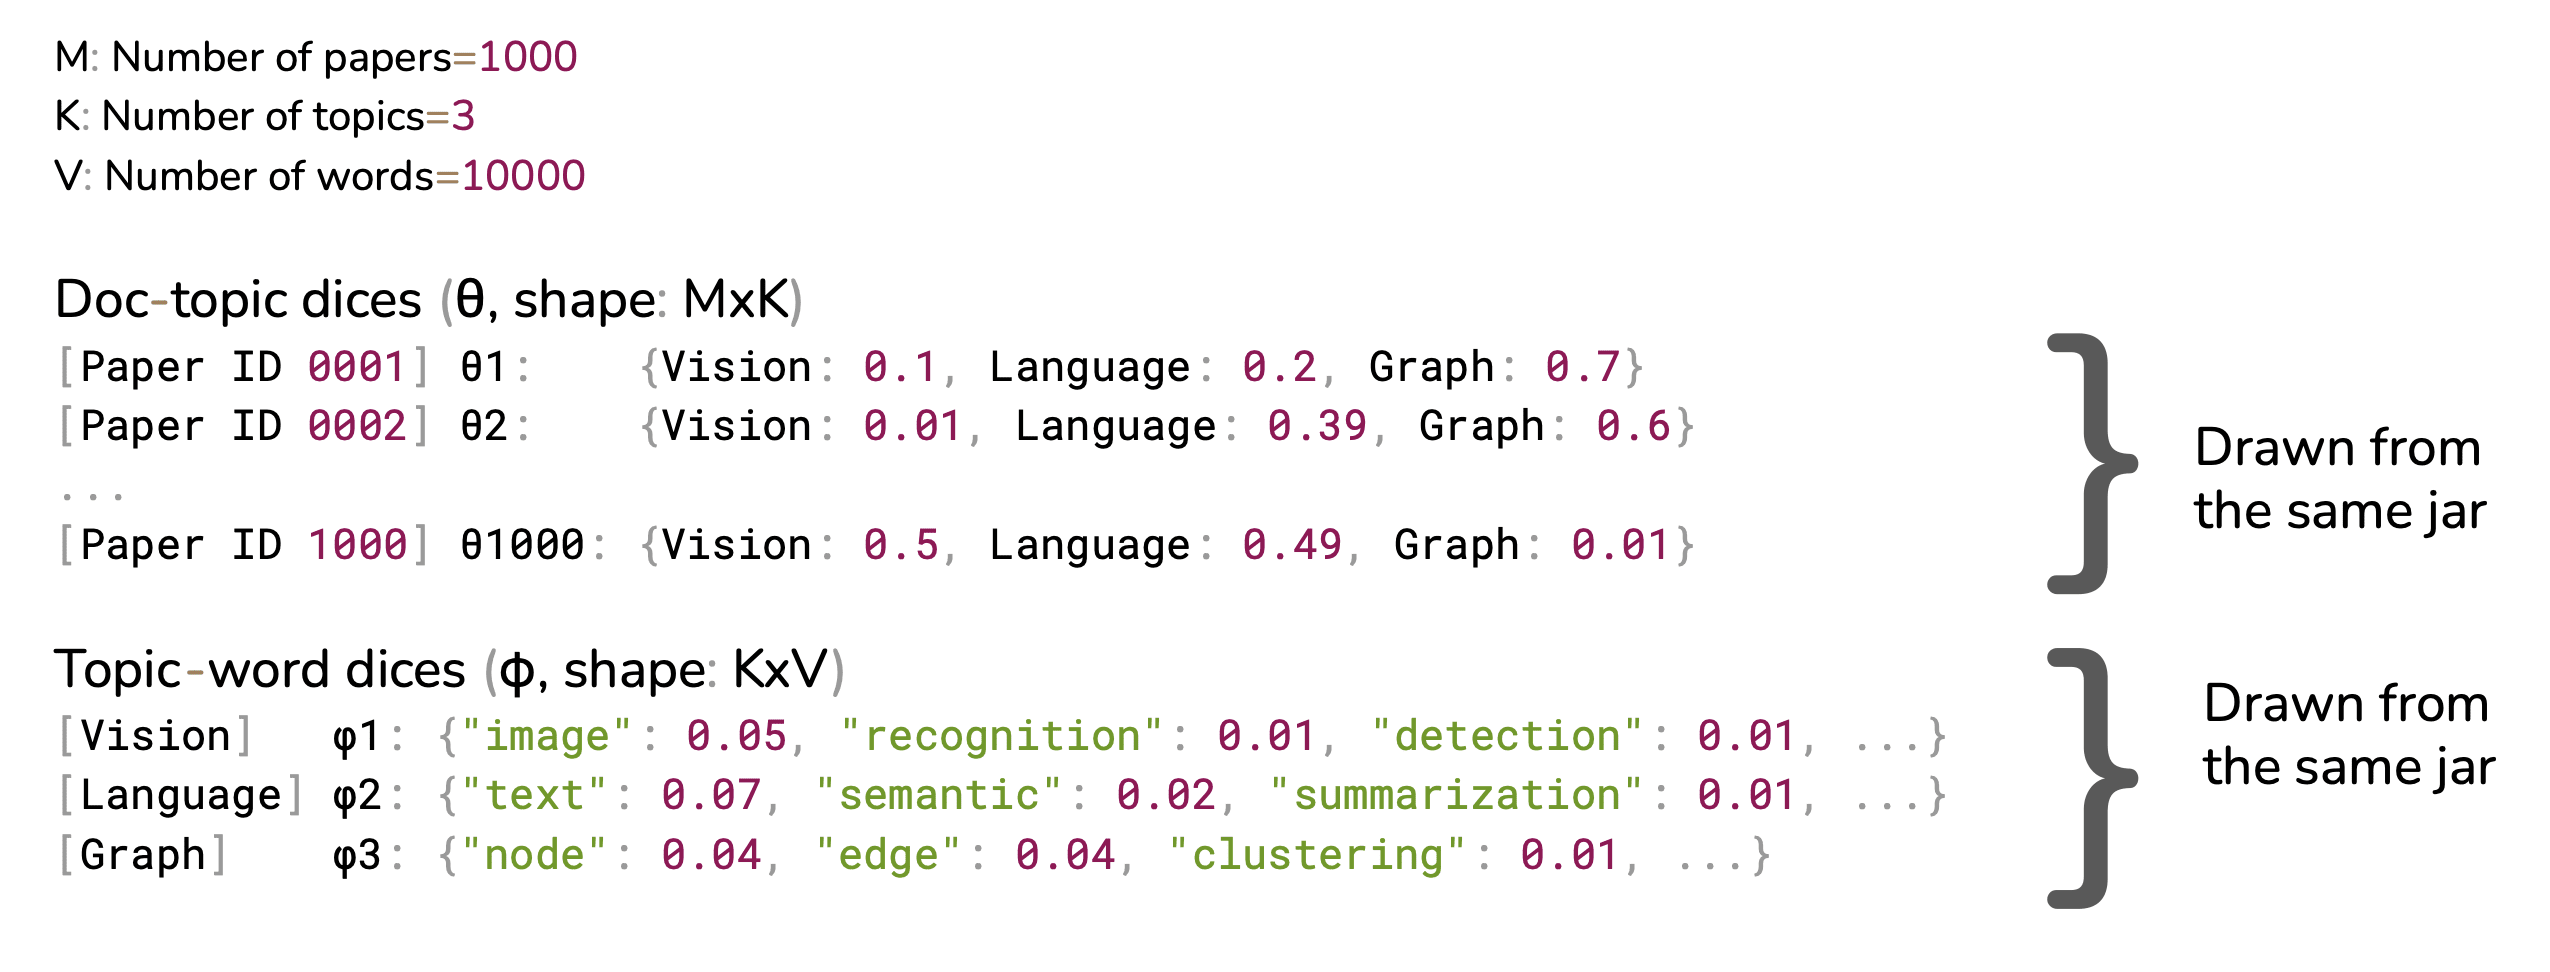 M: Number of papers=1000
K: Number of topics=3
V: Number of words=10000
Doc-topic dices (θ, shape: MxK)
[Paper ID 0001] θ1: {Vision: 0.1, Language: 0.2, Graph: 0.7}
[Paper ID 0002] θ2: {Vision: 0.01, Language: 0.39, Graph: 0.6}
...
[Paper ID 1000] θ1000: {Vision: 0.5, Language: 0.49, Graph: 0.01}
Drawn from
the same jar
Topic-word dices (ϕ, shape: KxV)
[Vision] φ1: {"image": 0.05, "recognition": 0.01, "detection": 0.01, ...}
[Language] φ2: {"text": 0.07, "semantic": 0.02, "summarization": 0.01, ...}
[Graph] φ3: {"node": 0.04, "edge": 0.04, "clustering": 0.01, ...}
Drawn from
the same jar